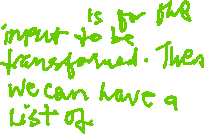 is for the
input to be
transformed. Then
we can have a
list of